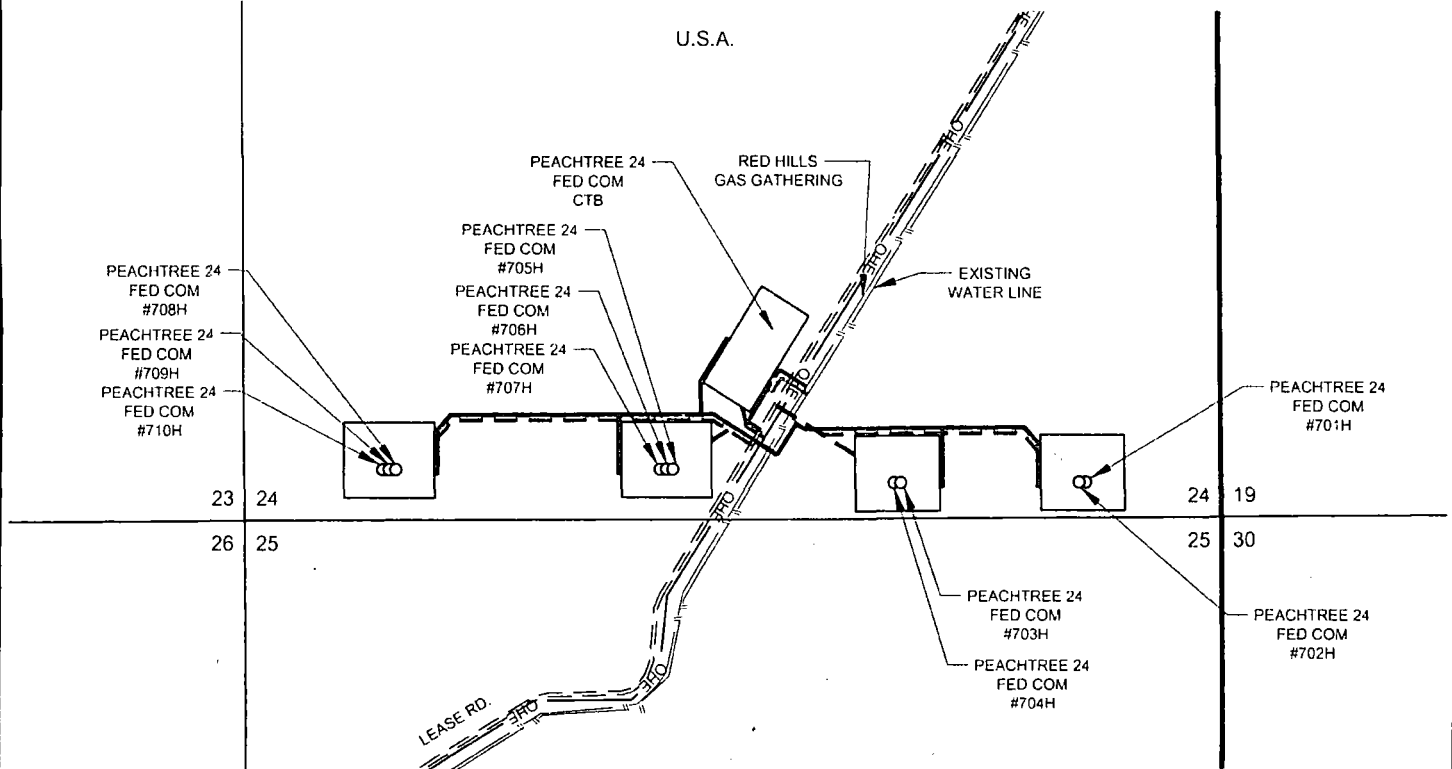 U.S.A.
PEACHTREE 24
FED COM
CTB
RED HILLS
GAS GATHERING
PEACHTREE 24
FED COM
#705H
PEACHTREE 24
FED COM
#708H
EXISTING
WATER LINE
PEACHTREE 24
FED COM
#706H
PEACHTREE 24
FED COM
#709H
PEACHTREE 24
FED COM
#707H
PEACHTREE 24
FED COM
#710H
PEACHTREE 24
FED COM
#701H
23 24
24 19
26 25
25 30
PEACHTREE 24
FED COM
#703H
PEACHTREE 24
FED COM
#702H
PEACHTREE 24
FED COM
#704H
LEASE RD.
OHE
OHE
OHE
OHE
OHE
OHE
OHE